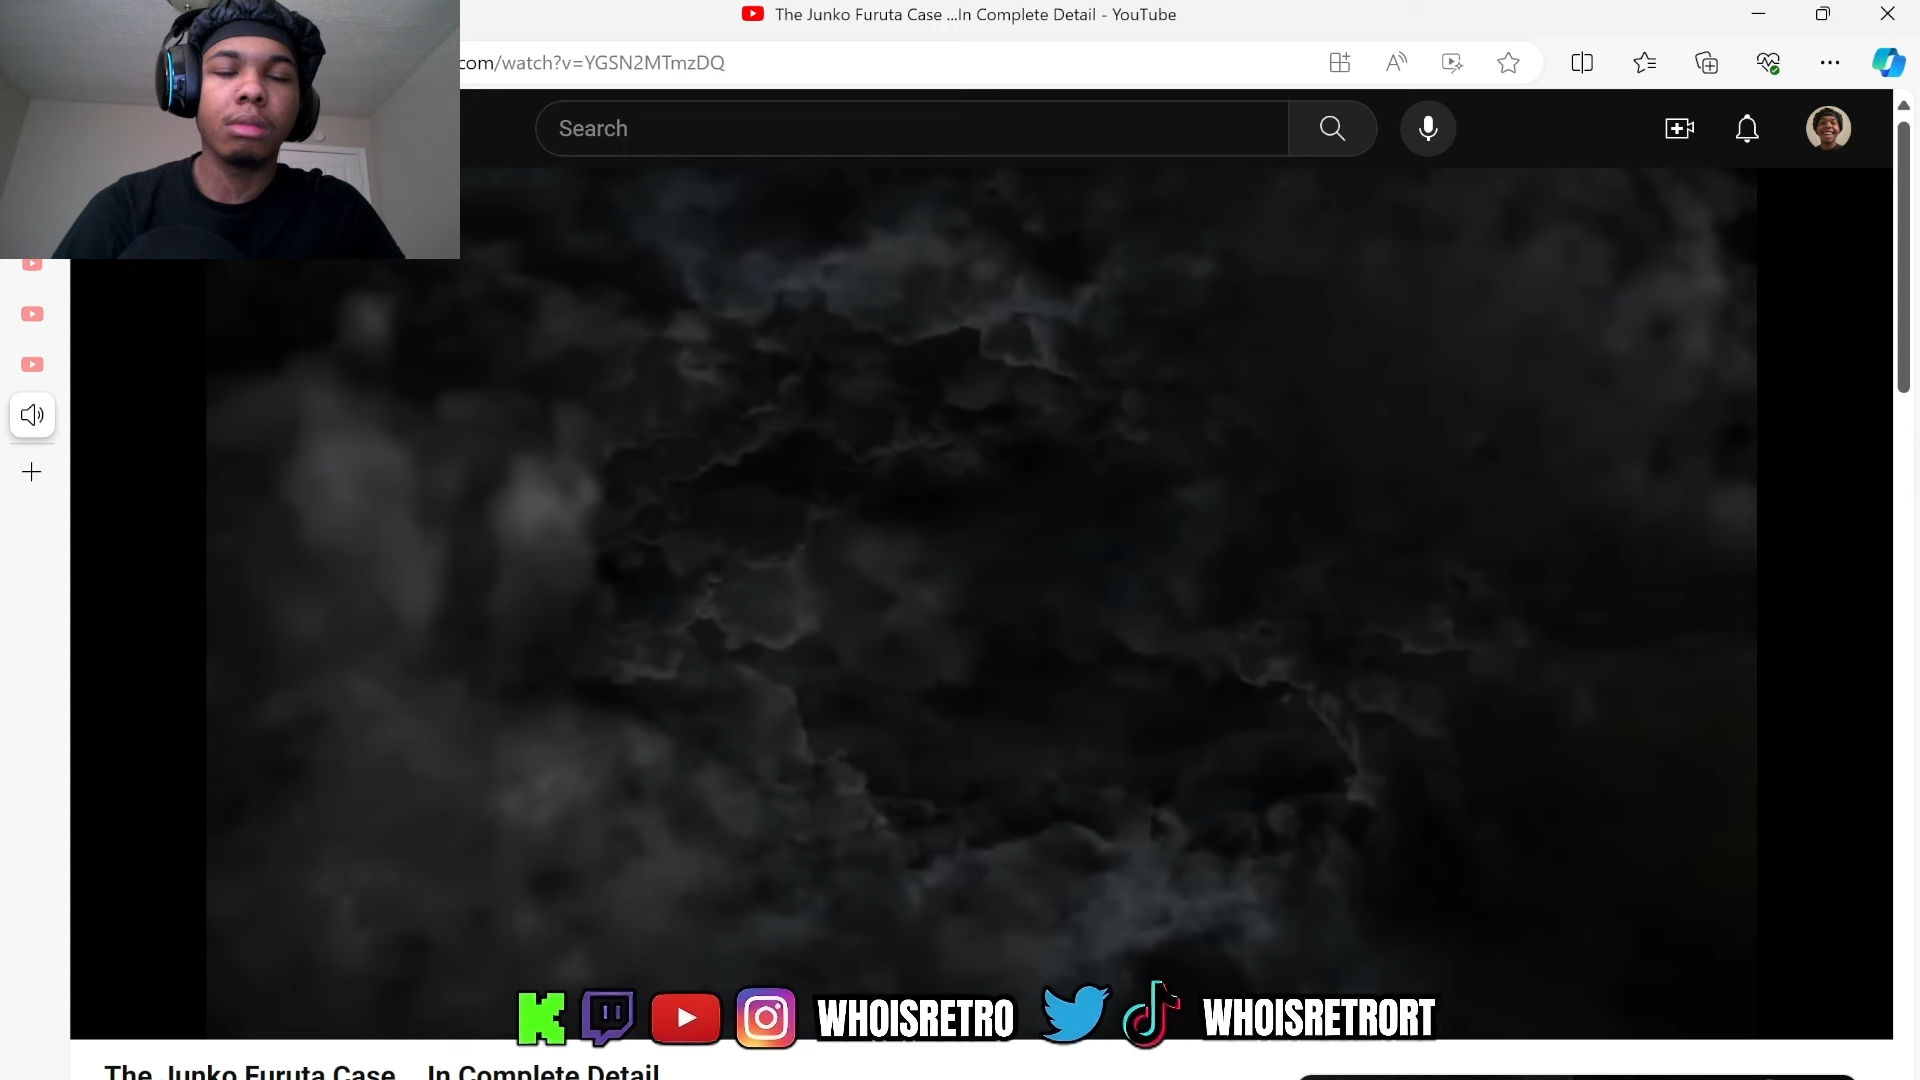 The Junko Furuta Case ...In Complete Detail - YouTube
com/watch?v=YGSN2MTmzDQ
Search
WHOISRETRO
WHOISRETRORT
The Junko Furuta Case ...In Complete Detail